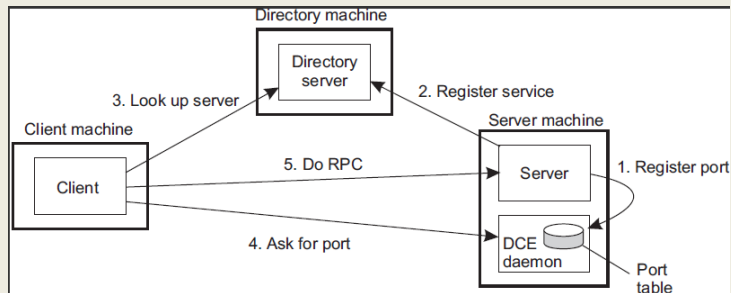 Directory machine
Directory
server
3. Look up server
2. Register service
Client machine
Server machine
Client
5. Do RPC
Server
1. Register port
4. Ask for port
DCE
daemon
Port
table